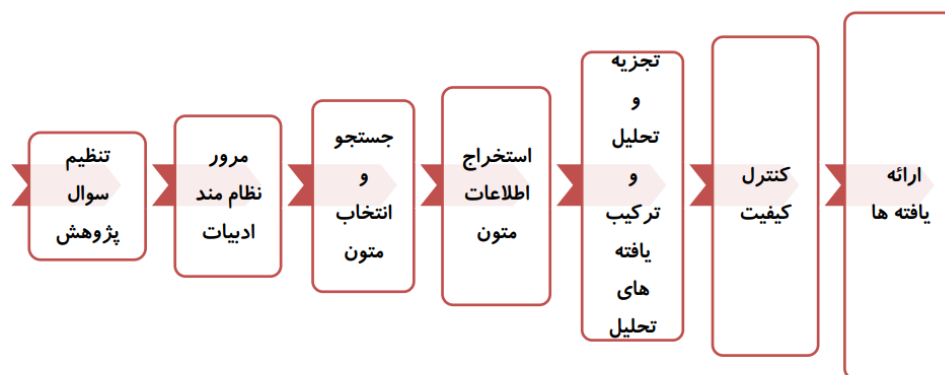 تنظیم
سوال
پژوهش
مرور
نظام مند
ادبیات
جستجو
و
انتخاب
متون
استخراج
اطلاعات
متون
تجزیه
و
تحلیل
و
ترکیب
یافته
های
تحلیل
کنترل
کیفیت
ارائه
یافته ها